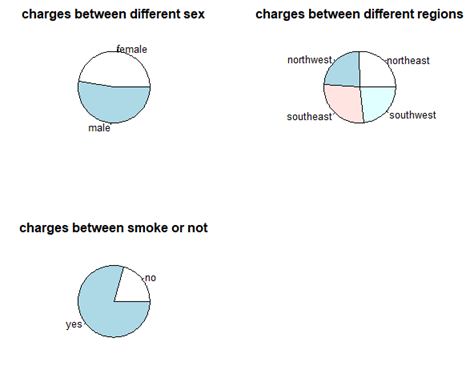 charges between different sex
female
male
charges between different regions
northwest
northeast
southeast
southwest
charges between smoke or not
no
yes